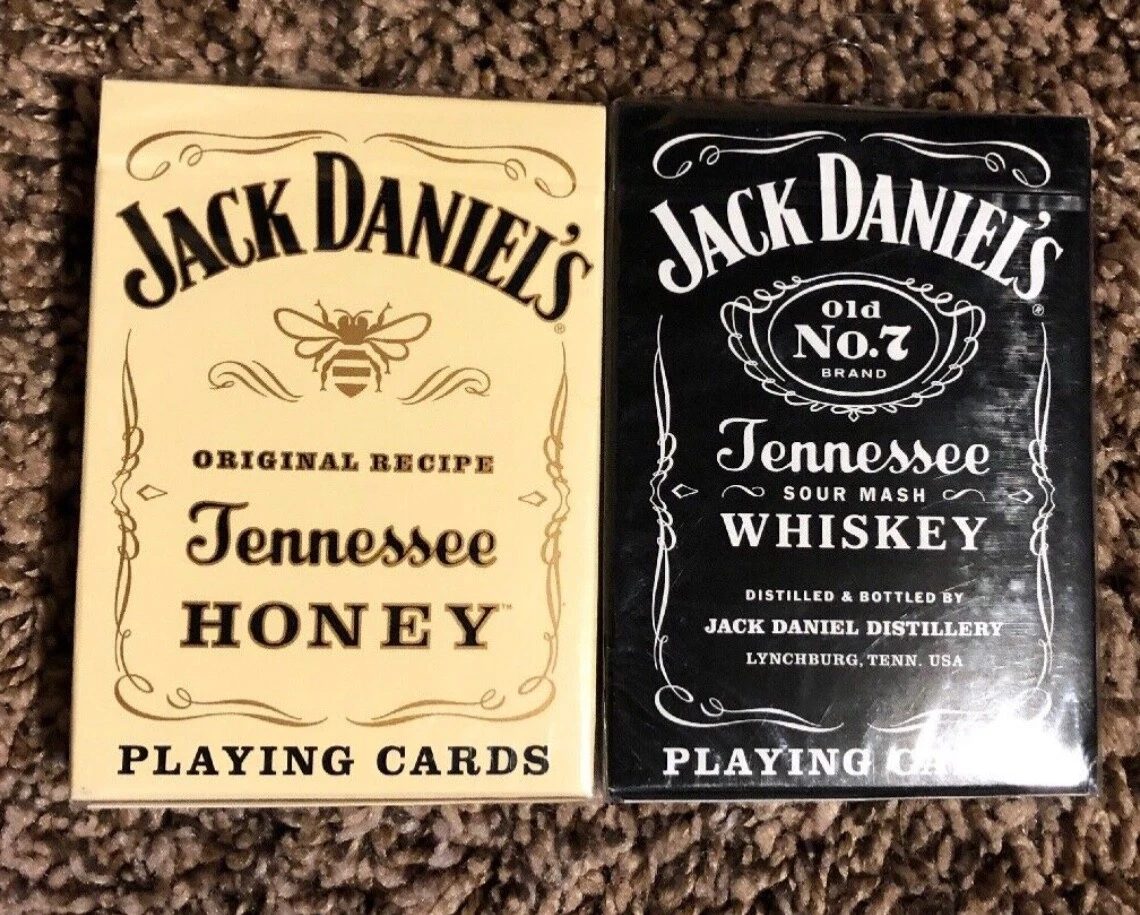 JACK DANIEL'S
®
ORIGINAL RECIPE
Tennessee
HONEY™
PLAYING CARDS
JACK DANIEL'S
®
Old
No.7
BRAND
Tennessee
SOUR MASH
WHISKEY
DISTILLED & BOTTLED BY
JACK DANIEL DISTILLERY
LYNCHBURG, TENN. USA
PLAYING